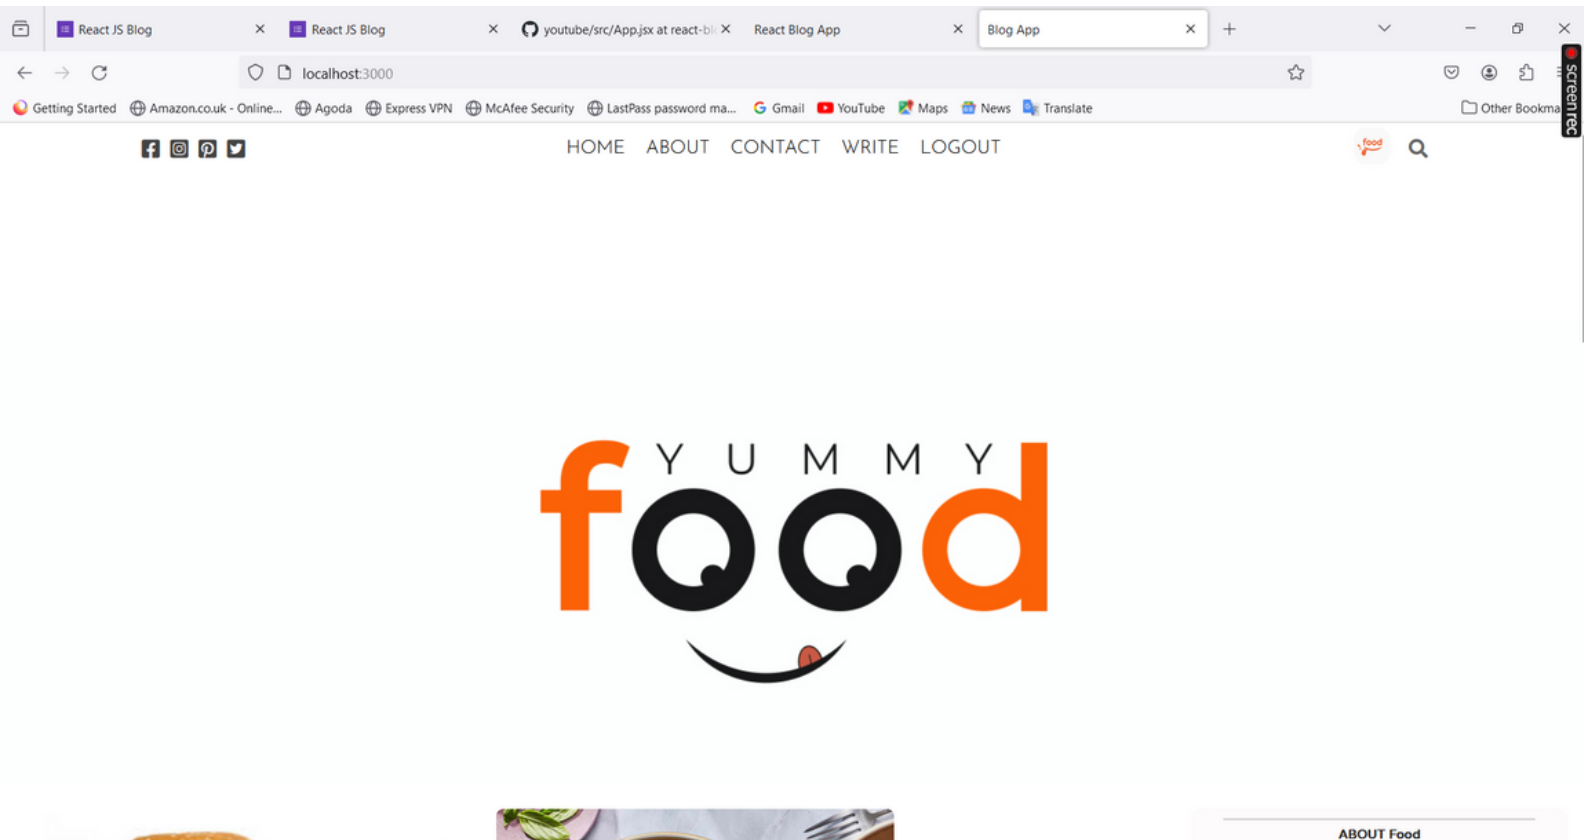 React JS Blog
React JS Blog
youtube/src/App.jsx at react-blo
React Blog App
Blog App
localhost:3000
Getting Started Amazon.co.uk - Online... Agoda Express VPN McAfee Security LastPass password ma... Gmail YouTube Maps News Translate Other Bookma
screenrec
HOME ABOUT CONTACT WRITE LOGOUT
food
YUMMY
food
ABOUT Food